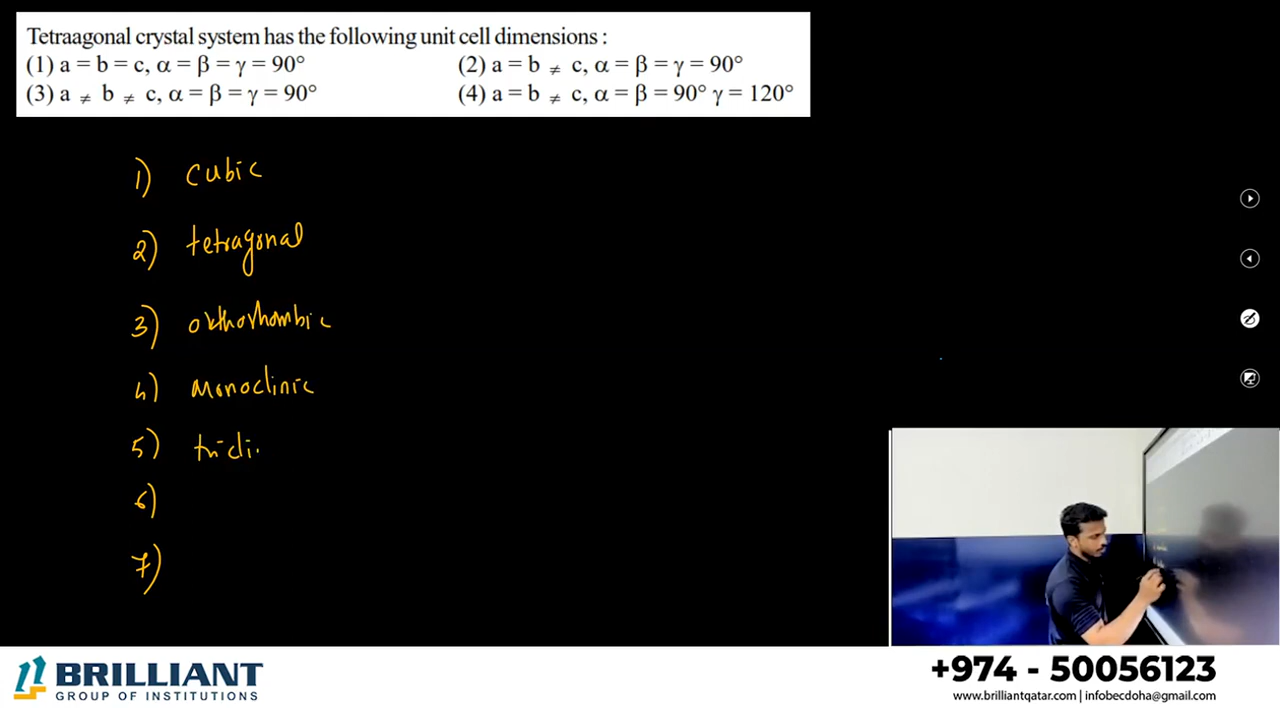 Tetraagonal crystal system has the following unit cell dimensions :
(1) a = b = c, α = β = γ = 90° (2) a = b ≠ c, α = β = γ = 90°
(3) a ≠ b ≠ c, α = β = γ = 90° (4) a = b ≠ c, α = β = 90° γ = 120°
1) cubic
2) tetragonal
3) orthorhombic
4) Monoclinic
5) tricli
6)
7)
BRILLIANT
GROUP OF INSTITUTIONS
+974 - 50056123
www.brilliantqatar.com | infobecdoha@gmail.com